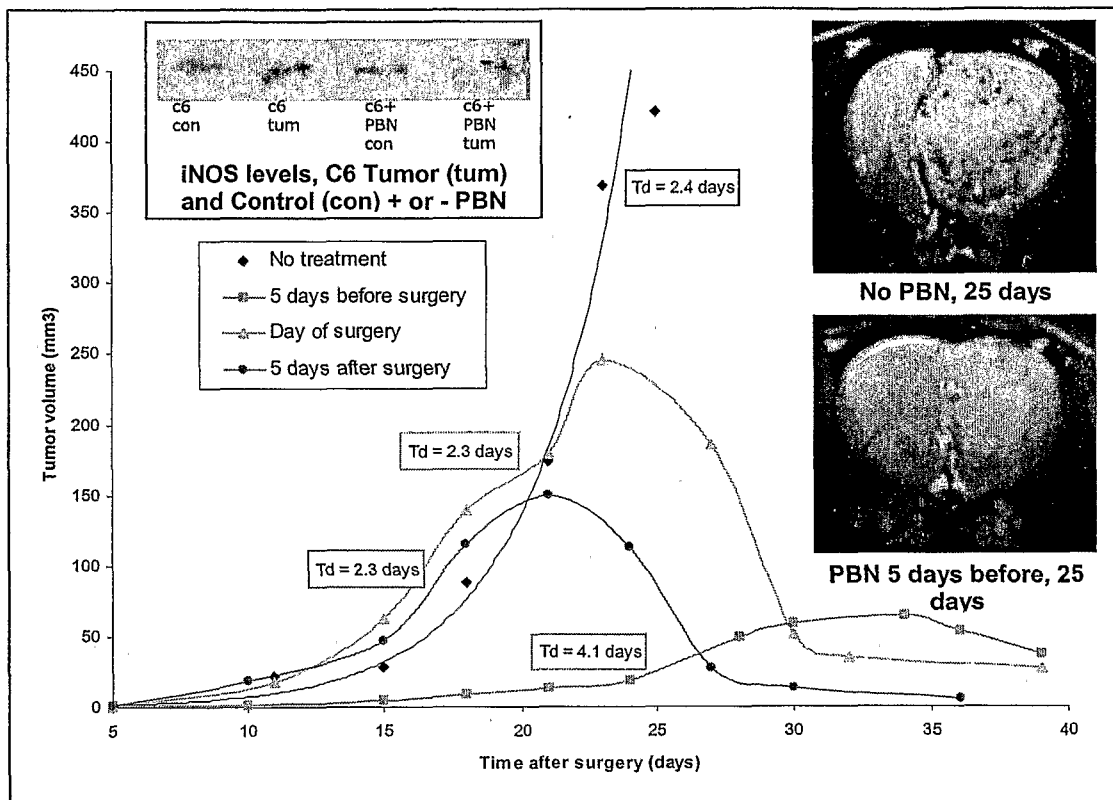 c6
con
c6
tum
c6+
PBN
con
c6+
PBN
tum
iNOS levels, C6 Tumor (tum)
and Control (con) + or - PBN
No treatment
5 days before surgery
Day of surgery
5 days after surgery
Td = 2.4 days
Td = 2.3 days
Td = 2.3 days
Td = 4.1 days
No PBN, 25 days
PBN 5 days before, 25
days
Tumor volume (mm3)
450
400
350
300
250
200
150
100
50
0
5
10
15
20
25
30
35
40
Time after surgery (days)